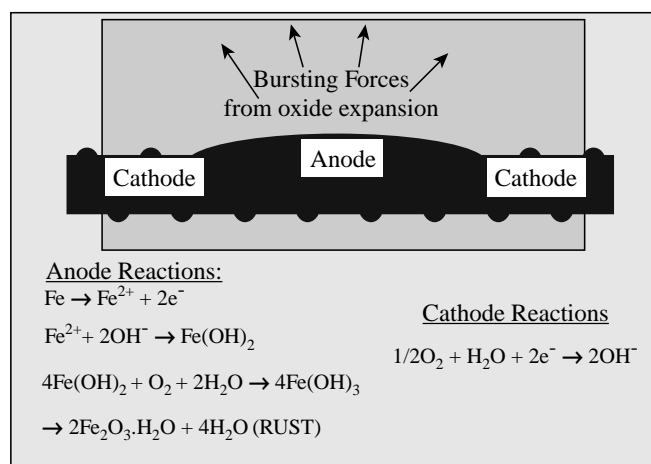 Bursting Forces
from oxide expansion
Anode
Cathode
Cathode
Anode Reactions:
Fe → Fe²⁺ + 2e⁻
Fe²⁺ + 2OH⁻ → Fe(OH)₂
4Fe(OH)₂ + O₂ + 2H₂O → 4Fe(OH)₃
→ 2Fe₂O₃.H₂O + 4H₂O (RUST)
Cathode Reactions
1/2O₂ + H₂O + 2e⁻ → 2OH⁻